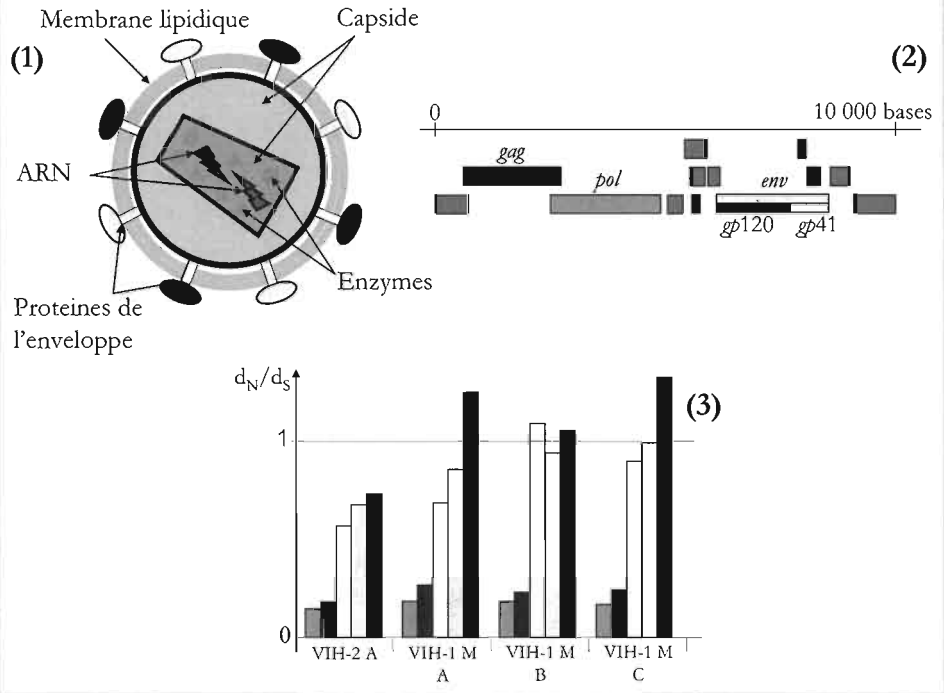 Membrane lipidique
Capside
(1)
ARN
Enzymes
Proteines de
l'enveloppe
(2)
0
10 000 bases
gag
pol
env
gp120
gp41
(3)
dN/dS
1
0
VIH-2 A
VIH-1 M
A
VIH-1 M
B
VIH-1 M
C